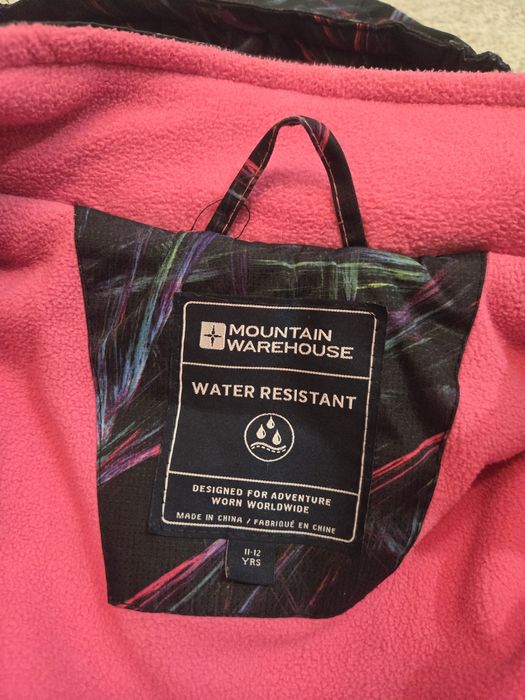 MOUNTAIN
WAREHOUSE
WATER RESISTANT
DESIGNED FOR ADVENTURE
WORN WORLDWIDE
MADE IN CHINA / FABRIQUÉ EN CHINE
11-12
YRS